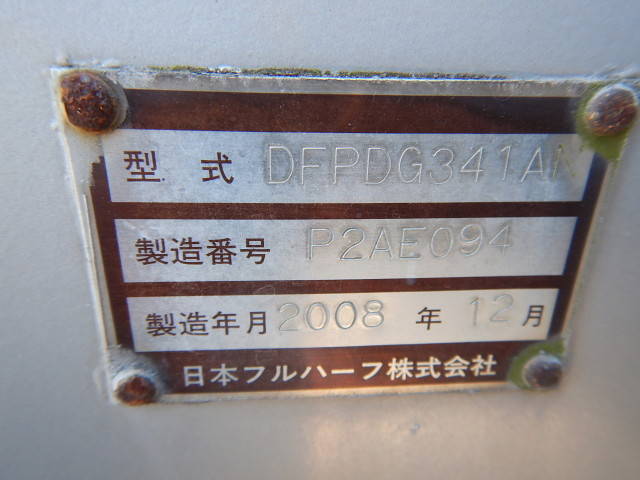 型式 DFPDG341AN
製造番号 P2AE094
製造年月 2008 年 12 月
日本フルハーフ株式会社